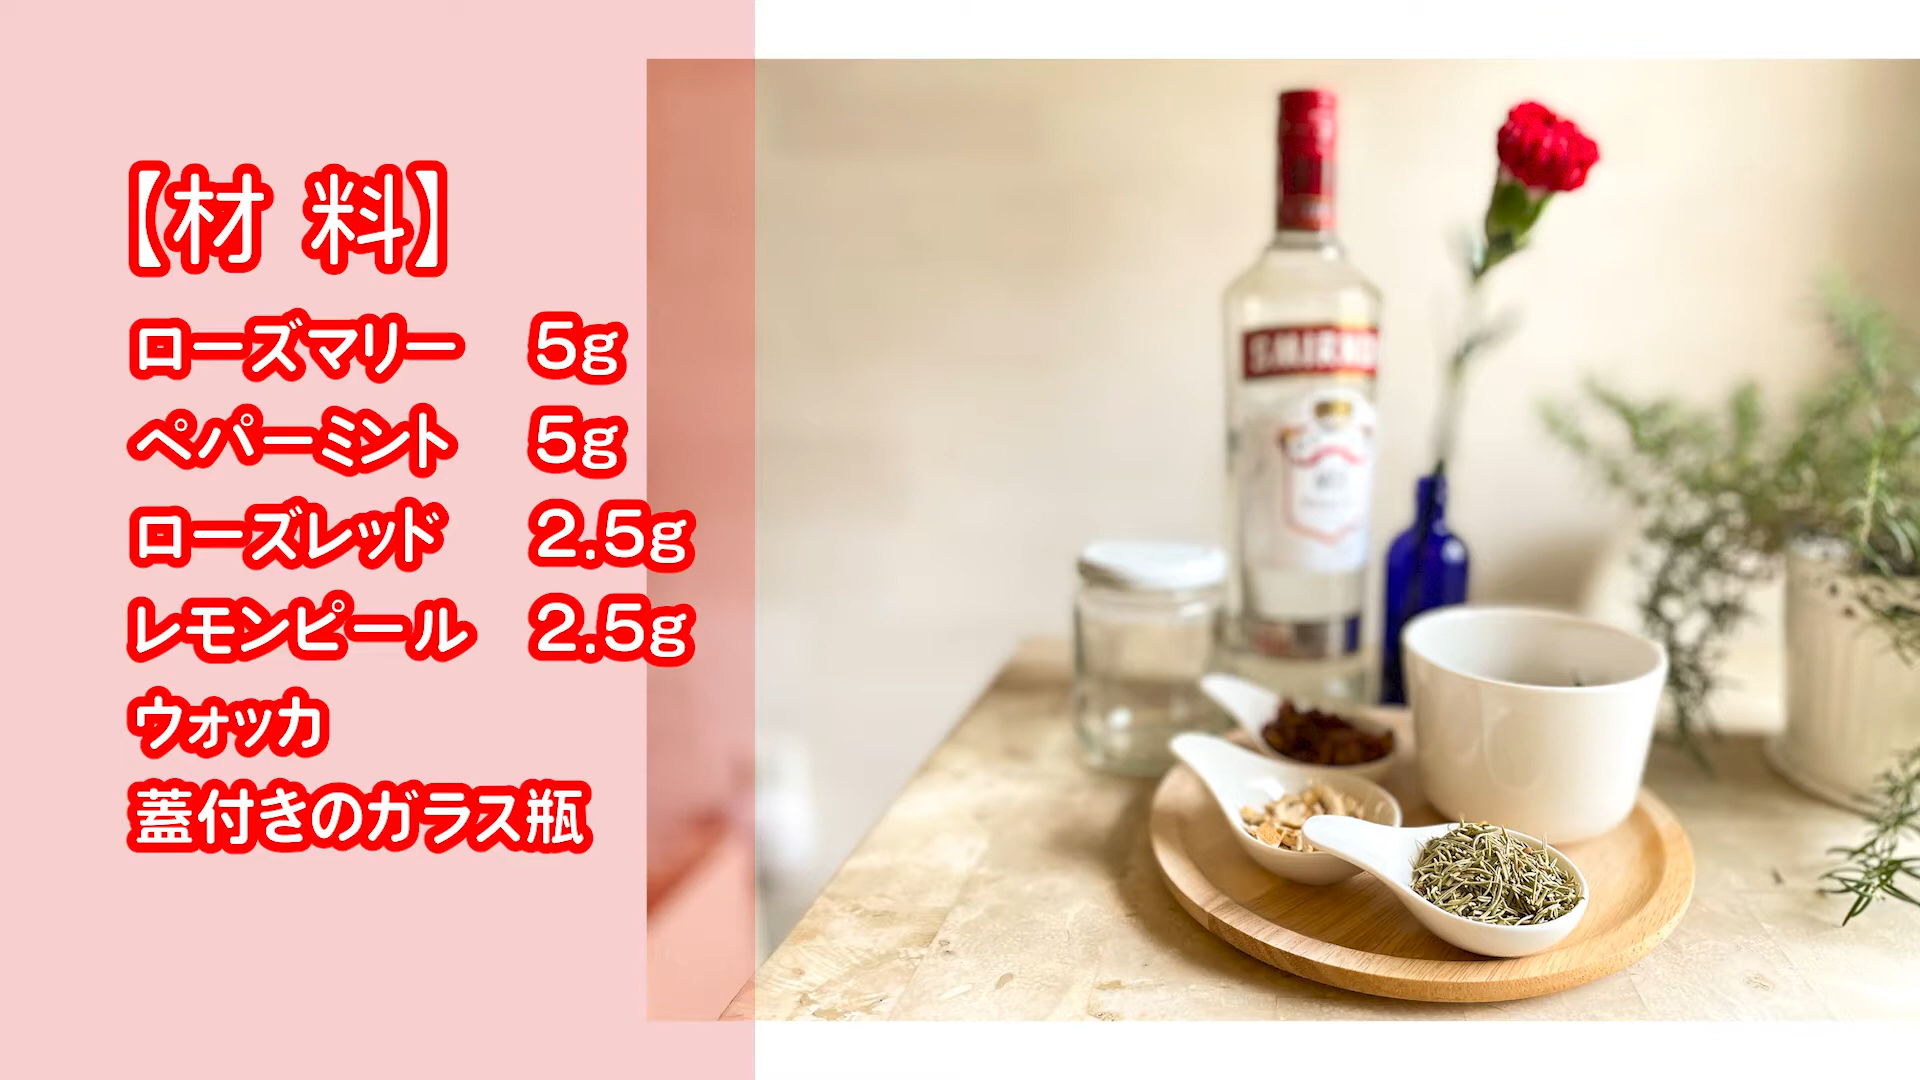 【材 料】
ローズマリー 5g
ペパーミント 5g
ローズレッド 2.5g
レモンピール 2.5g
ウォッカ
蓋付きのガラス瓶